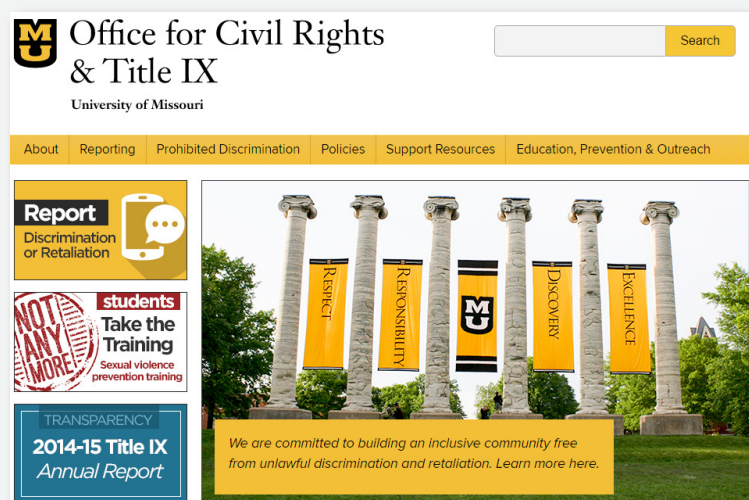 MU
Office for Civil Rights
& Title IX
University of Missouri
Search
About
Reporting
Prohibited Discrimination
Policies
Support Resources
Education, Prevention & Outreach
Report
Discrimination
or Retaliation
NOT
ANY
MORE!
students
Take the
Training
Sexual violence
prevention training
TRANSPARENCY
2014-15 Title IX
Annual Report
RESPECT
RESPONSIBILITY
MU
DISCOVERY
EXCELLENCE
We are committed to building an inclusive community free
from unlawful discrimination and retaliation. Learn more here.